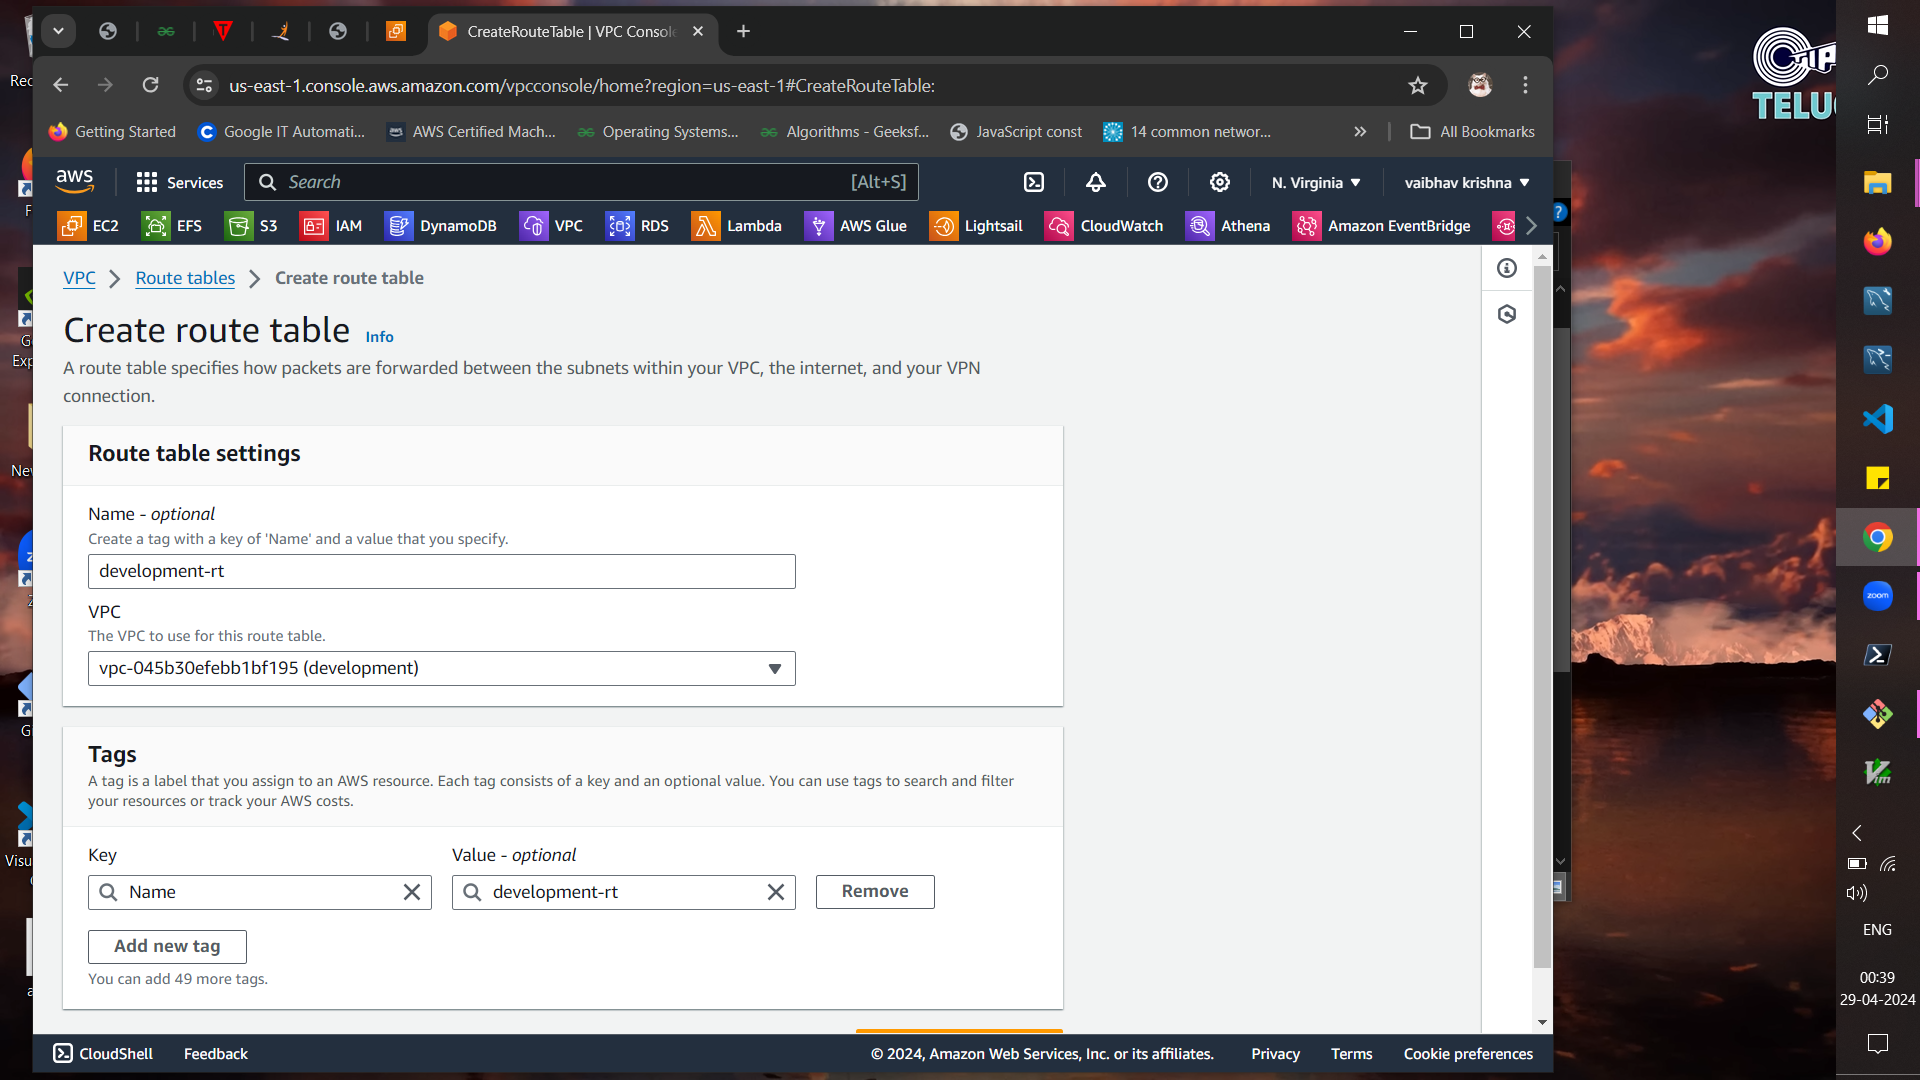 CreateRouteTable | VPC Console
us-east-1.console.aws.amazon.com/vpcconsole/home?region=us-east-1#CreateRouteTable:
Getting Started
Google IT Automati...
AWS Certified Mach...
Operating Systems...
Algorithms - Geeksf...
JavaScript const
14 common networ...
All Bookmarks
aws
Services
Search
[Alt+S]
N. Virginia
vaibhav krishna
EC2
EFS
S3
IAM
DynamoDB
VPC
RDS
Lambda
AWS Glue
Lightsail
CloudWatch
Athena
Amazon EventBridge
VPC
Route tables
Create route table
Create route table Info
A route table specifies how packets are forwarded between the subnets within your VPC, the internet, and your VPN
connection.
Route table settings
Name - optional
Create a tag with a key of 'Name' and a value that you specify.
development-rt
VPC
The VPC to use for this route table.
vpc-045b30efebb1bf195 (development)
Tags
A tag is a label that you assign to an AWS resource. Each tag consists of a key and an optional value. You can use tags to search and filter
your resources or track your AWS costs.
Key
Value - optional
Name
development-rt
Remove
Add new tag
You can add 49 more tags.
CloudShell
Feedback
© 2024, Amazon Web Services, Inc. or its affiliates.
Privacy
Terms
Cookie preferences
zoom
ENG
00:39
29-04-2024